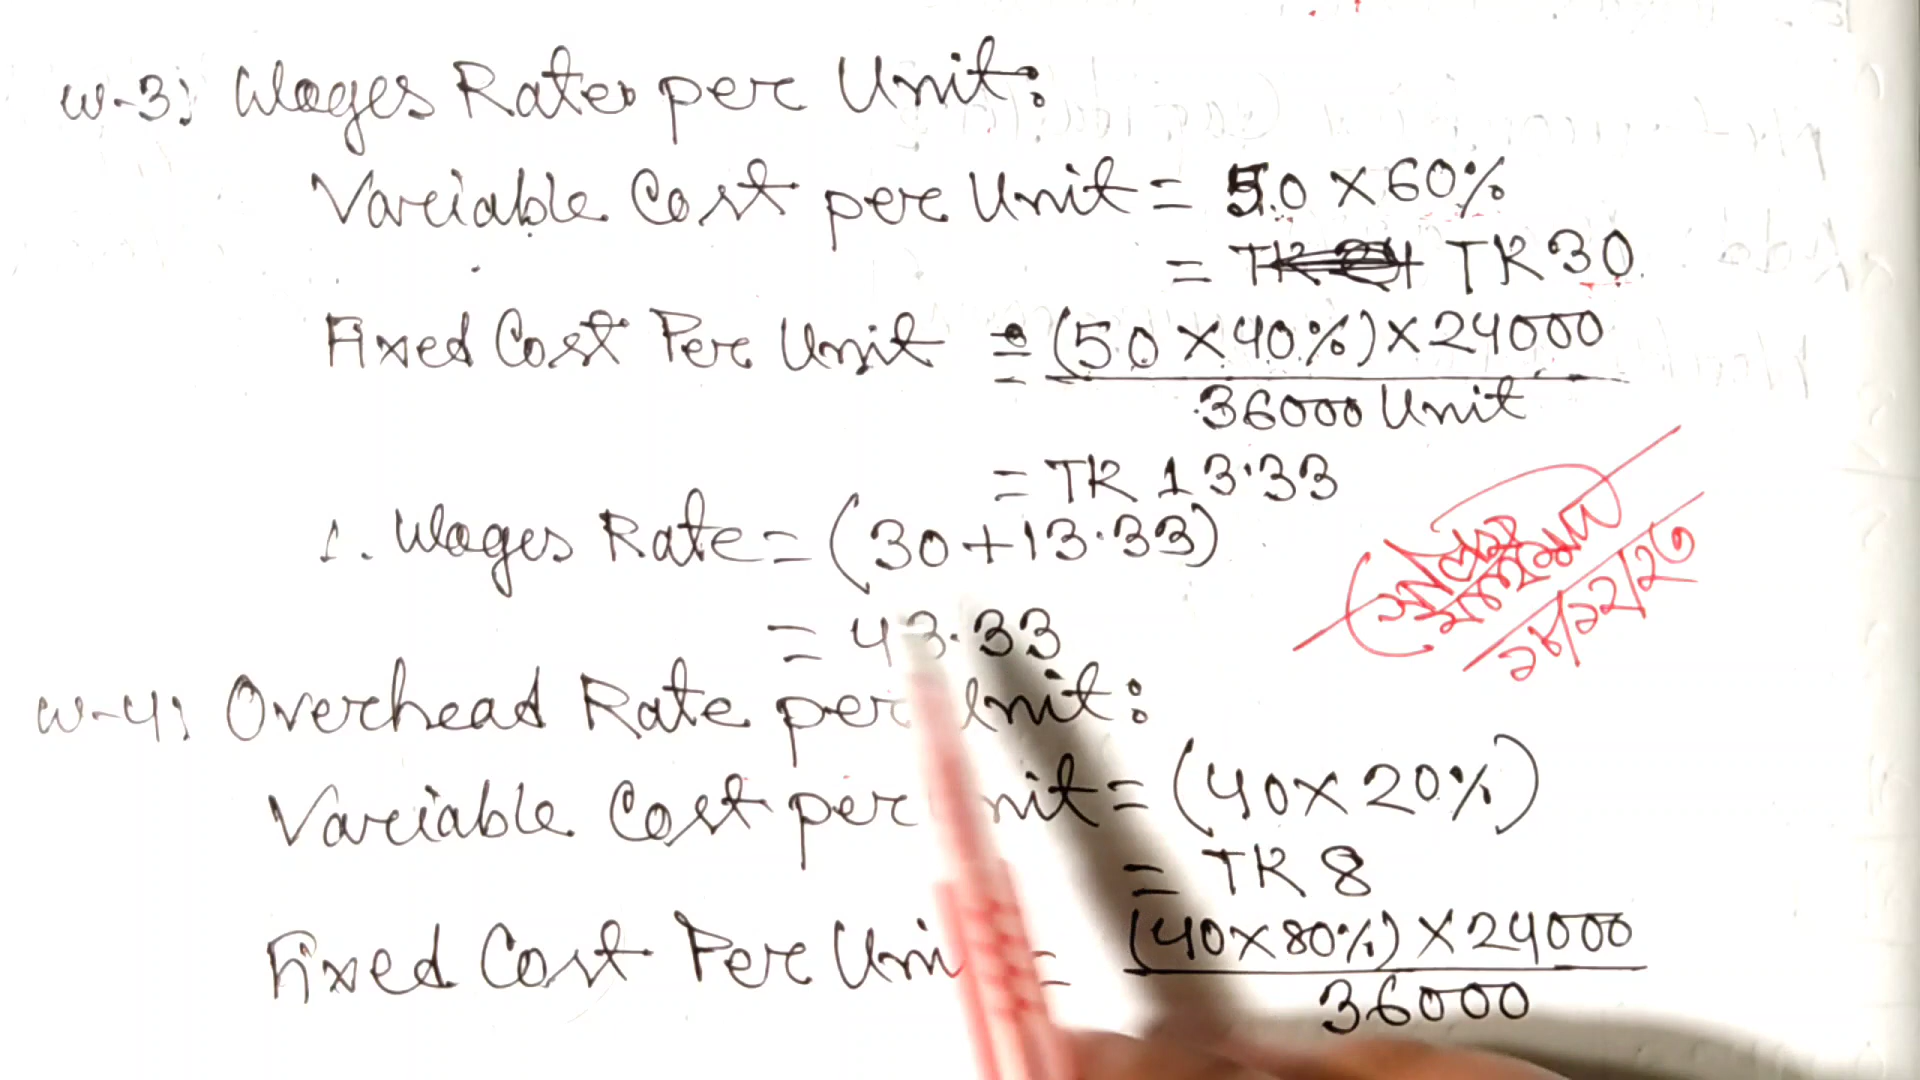 W-3: Wages Rate per Unit:
Variable Cost per Unit = 50 × 60%
= TK 30
Fixed Cost Per Unit = (50 × 40%) × 24000
36000 Unit
= TK 13.33
∴ Wages Rate = (30 + 13.33)
= 43.33
W-4: Overhead Rate per Unit:
Variable Cost per Unit = (40 × 20%)
= TK 8
Fixed Cost Per Uni = (40 × 80%) × 24000
36000